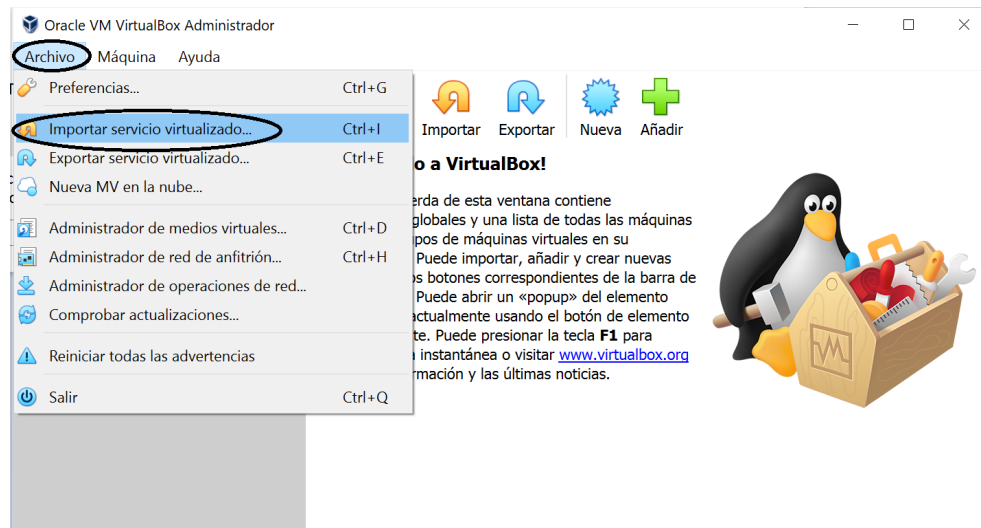 Oracle VM VirtualBox Administrador
Archivo Máquina Ayuda
Preferencias... Ctrl+G
Importar servicio virtualizado... Ctrl+I
Exportar servicio virtualizado... Ctrl+E
Nueva MV en la nube...
Administrador de medios virtuales... Ctrl+D
Administrador de red de anfitrión... Ctrl+H
Administrador de operaciones de red...
Comprobar actualizaciones...
Reiniciar todas las advertencias
Salir Ctrl+Q
Importar Exportar Nueva Añadir
o a VirtualBox!
erda de esta ventana contiene
globales y una lista de todas las máquinas
pos de máquinas virtuales en su
Puede importar, añadir y crear nuevas
os botones correspondientes de la barra de
Puede abrir un «popup» del elemento
actualmente usando el botón de elemento
te. Puede presionar la tecla F1 para
instantánea o visitar www.virtualbox.org
rmación y las últimas noticias.